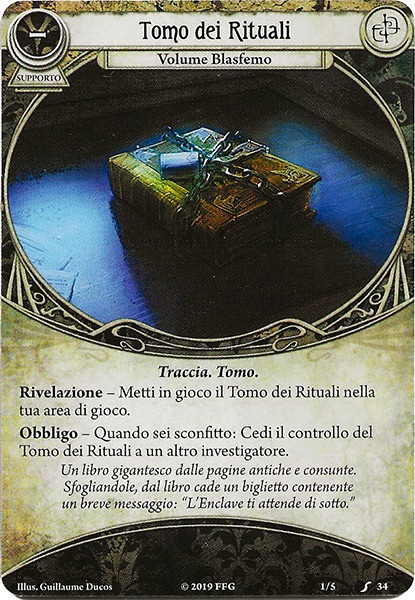 Tomo dei Rituali
Volume Blasfemo
SUPPORTO
Traccia. Tomo.
Rivelazione – Metti in gioco il Tomo dei Rituali nella
tua area di gioco.
Obbligo – Quando sei sconfitto: Cedi il controllo del
Tomo dei Rituali a un altro investigatore.
Un libro gigantesco dalle pagine antiche e consunte.
Sfogliandole, dal libro cade un biglietto contenente
un breve messaggio: “L’Enclave ti attende di sotto.”
Illus. Guillaume Ducos © 2019 FFG 1/5 34